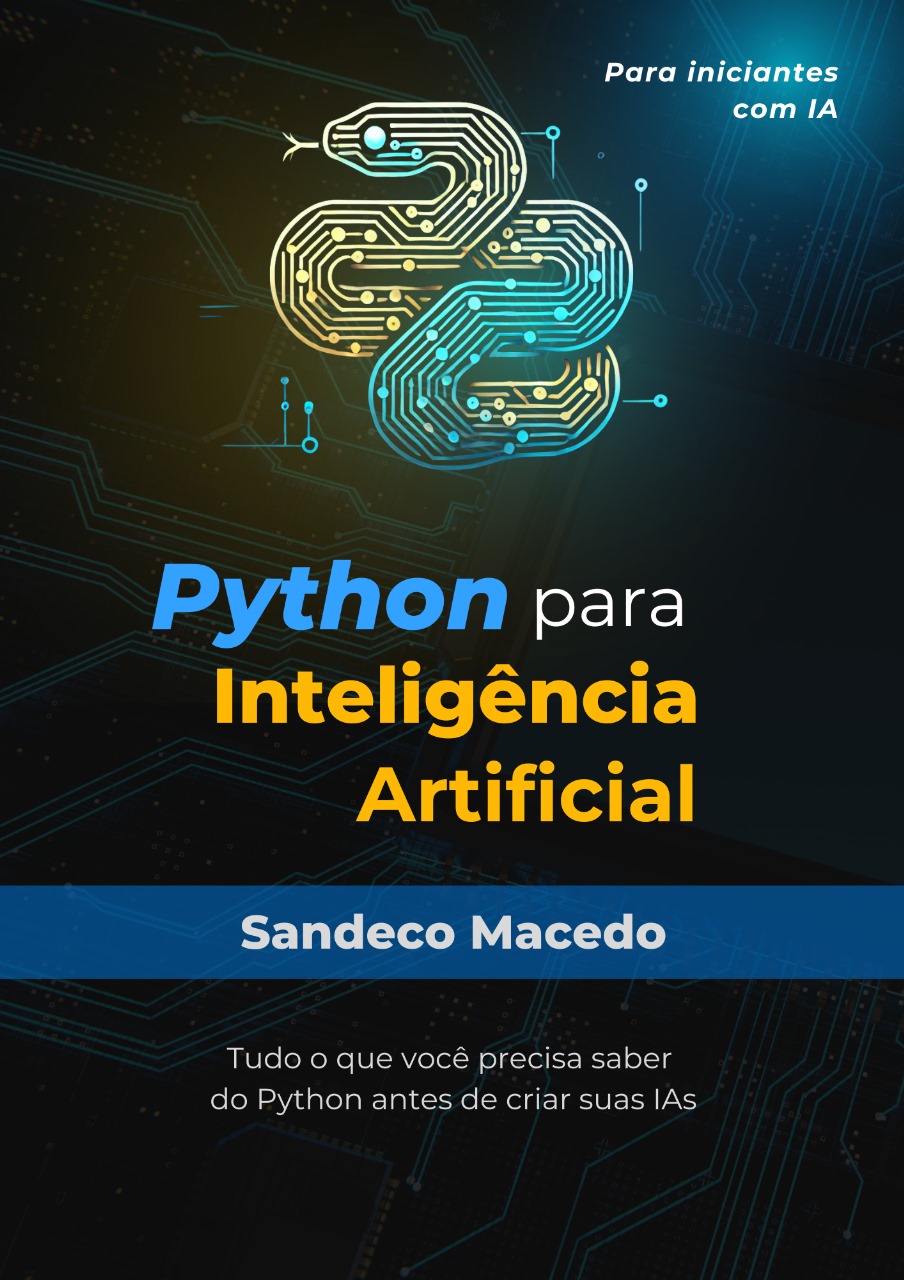 Para iniciantes
com IA
Python para
Inteligência
Artificial
Sandeco Macedo
Tudo o que você precisa saber
do Python antes de criar suas IAs